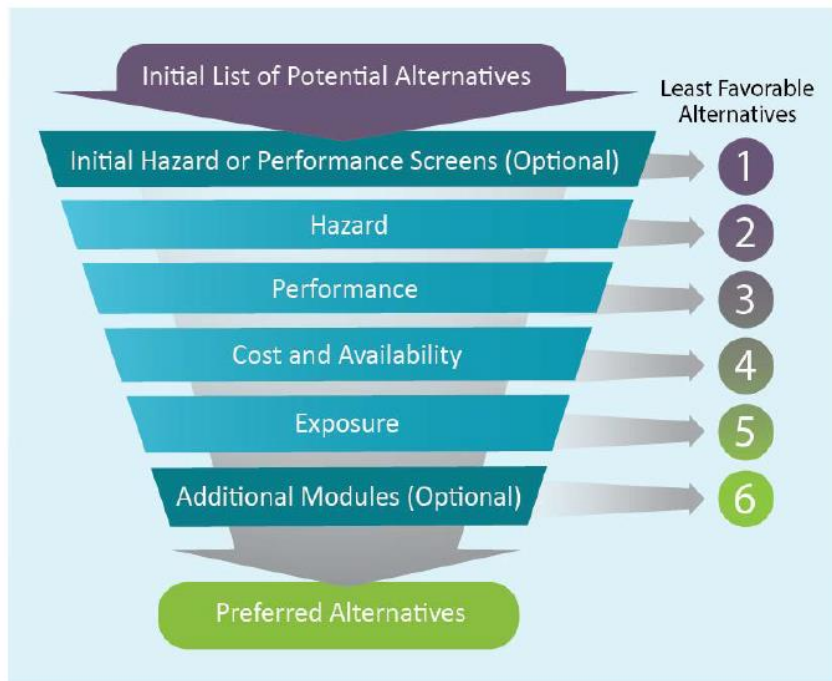 Initial List of Potential Alternatives
Least Favorable
Alternatives
Initial Hazard or Performance Screens (Optional)
1
Hazard
2
Performance
3
Cost and Availability
4
Exposure
5
Additional Modules (Optional)
6
Preferred Alternatives